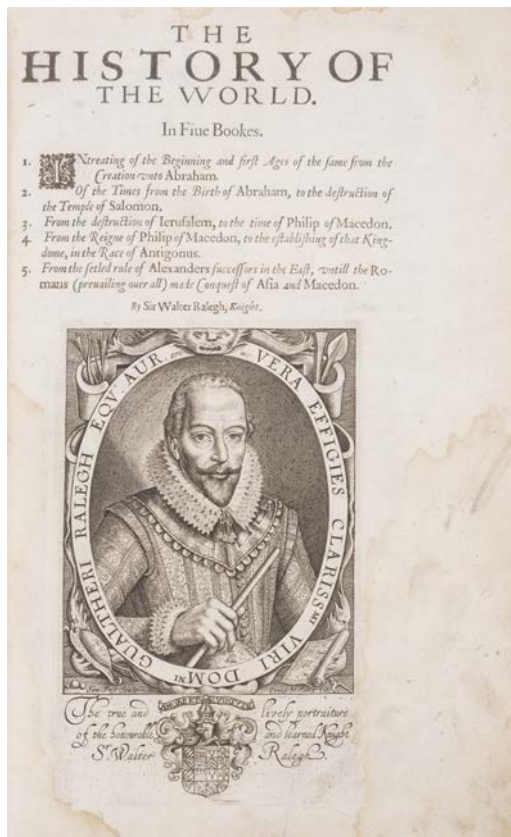 THE
HISTORY OF
THE WORLD.
In Fiue Bookes.
1. INtreating of the Beginning and first Ages of the same from the
Creation vnto Abraham.
2. Of the Times from the Birth of Abraham, to the destruction of
the Temple of Salomon.
3. From the destruction of Ierusalem, to the time of Philip of Macedon.
4 From the Reigne of Philip of Macedon, to the establishing of that King-
dome, in the Race of Antigonus.
5. From the setled rule of Alexanders successors in the East, vntill the Ro-
mans (preuailing ouer all) made Conquest of Asia and Macedon.
By Sir Walter Ralegh, Knight.
VERA EFFIGIES CLARISS.MI VIRI DOM.NI GUALTHERI RALEGH EQV: AUR.
The true and lively portraiture
of the honourable and learned Knight
Sr. Walter Ralegh.